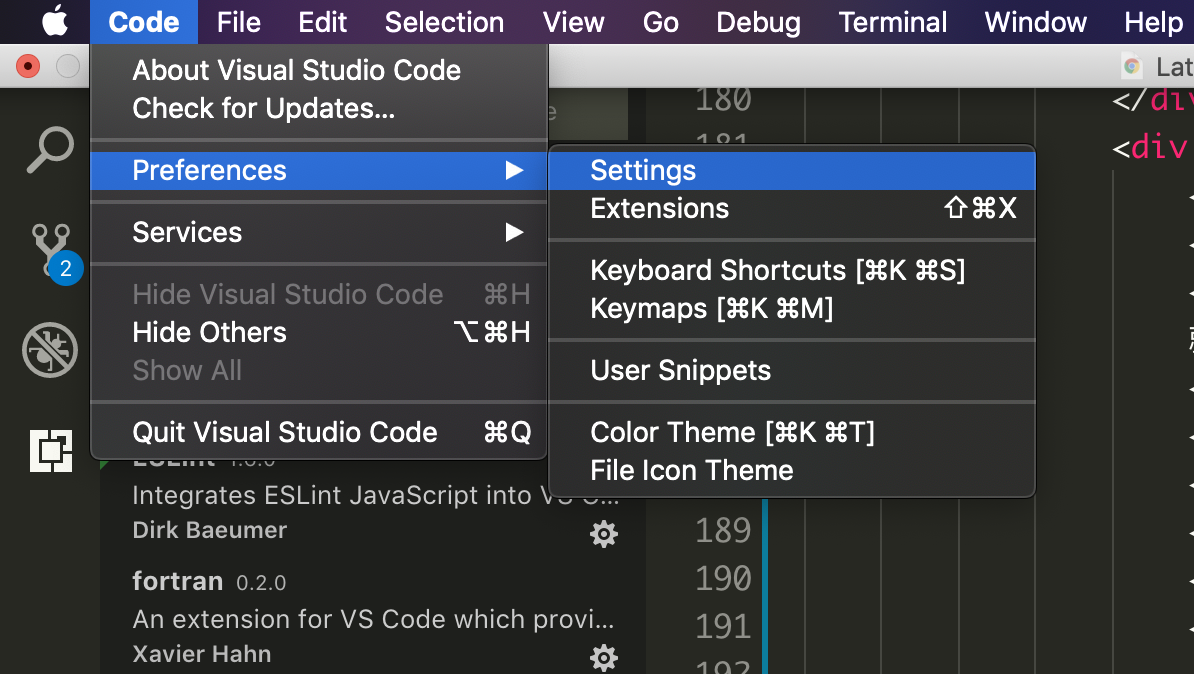 Code File Edit Selection View Go Debug Terminal Window Help
About Visual Studio Code
Check for Updates...
Preferences
Services
Hide Visual Studio Code ⌘H
Hide Others ⌥⌘H
Show All
Quit Visual Studio Code ⌘Q
Settings
Extensions ⇧⌘X
Keyboard Shortcuts [⌘K ⌘S]
Keymaps [⌘K ⌘M]
User Snippets
Color Theme [⌘K ⌘T]
File Icon Theme
2
ESLint
Integrates ESLint JavaScript into VS C...
Dirk Baeumer
fortran 0.2.0
An extension for VS Code which provi...
Xavier Hahn
Lat
180
</div
181
<div
189
190
191
192